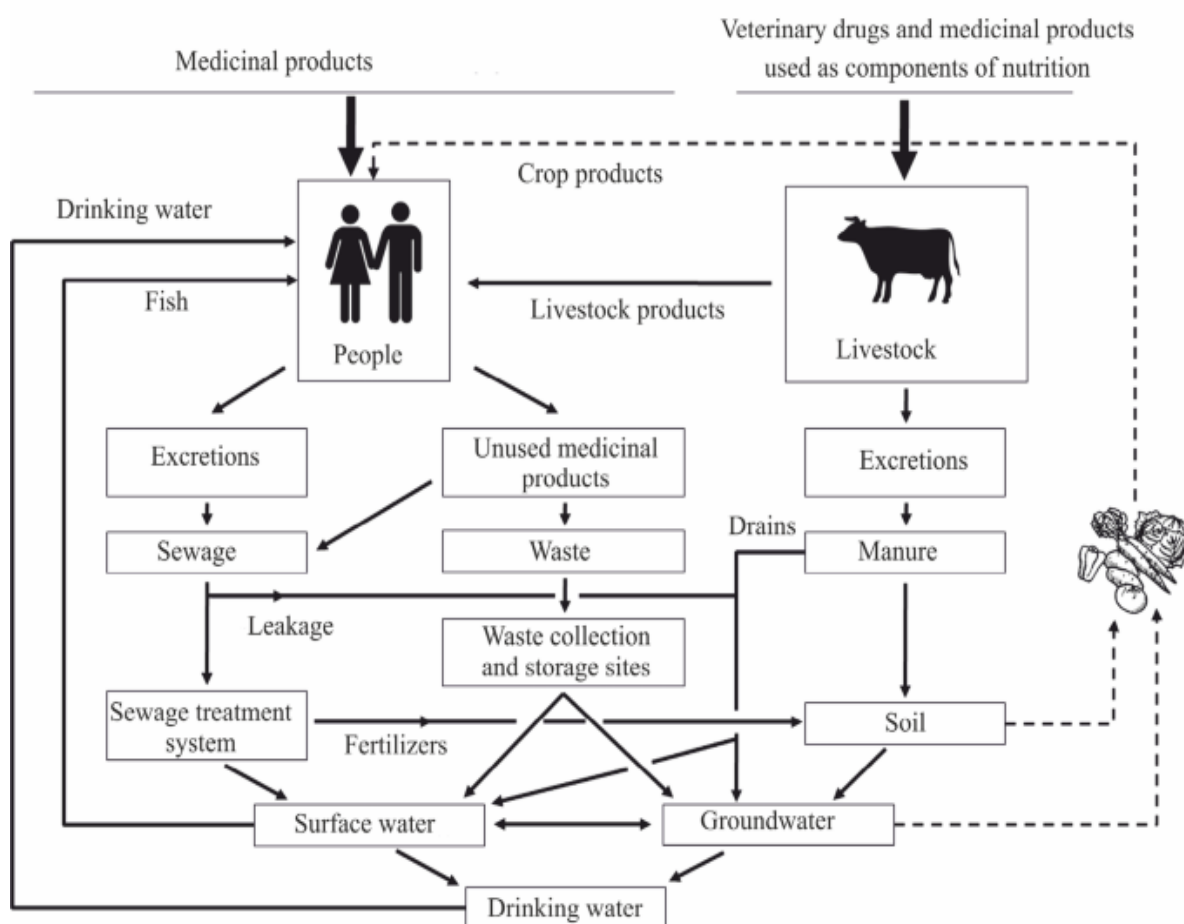 Medicinal products
Veterinary drugs and medicinal products
used as components of nutrition
Crop products
Drinking water
Fish
Livestock products
People
Livestock
Excretions
Unused medicinal
products
Excretions
Drains
Sewage
Waste
Manure
Leakage
Waste collection
and storage sites
Sewage treatment
system
Fertilizers
Soil
Surface water
Groundwater
Drinking water